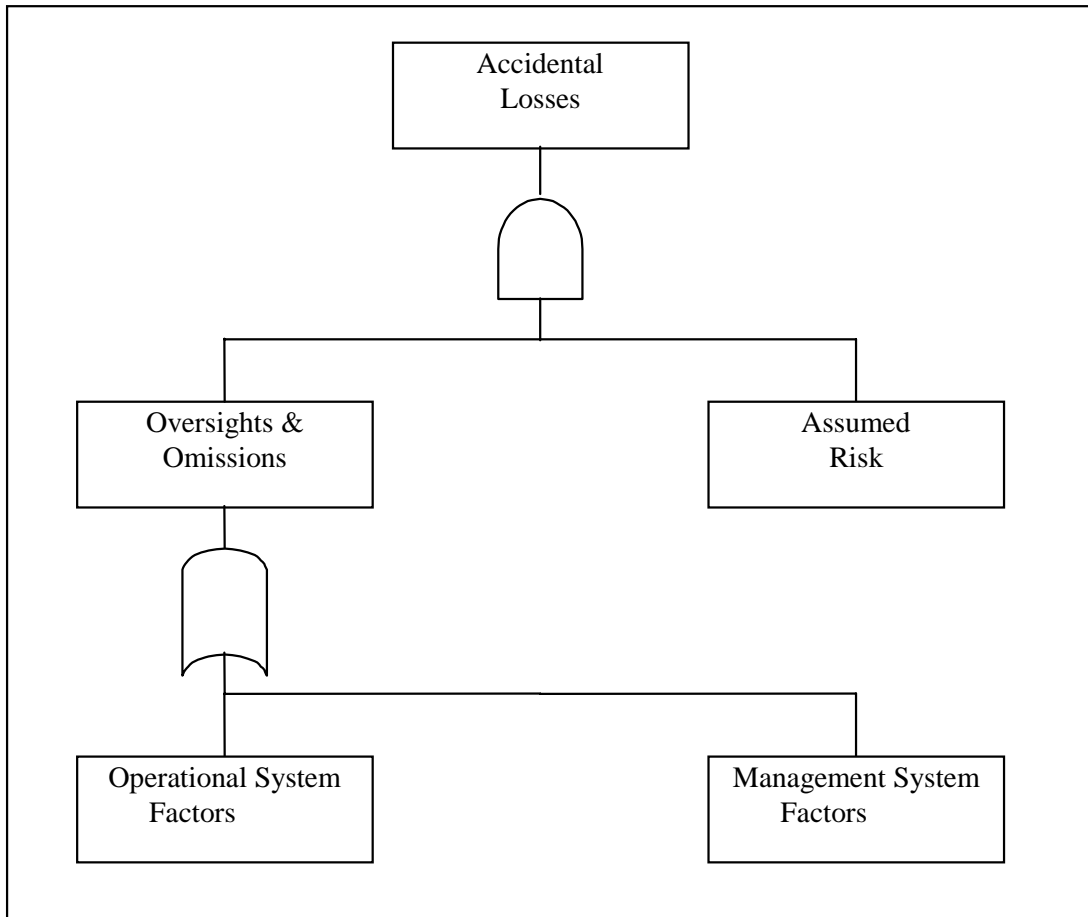 Accidental
Losses
Oversights &
Omissions
Assumed
Risk
Operational System
Factors
Management System
Factors